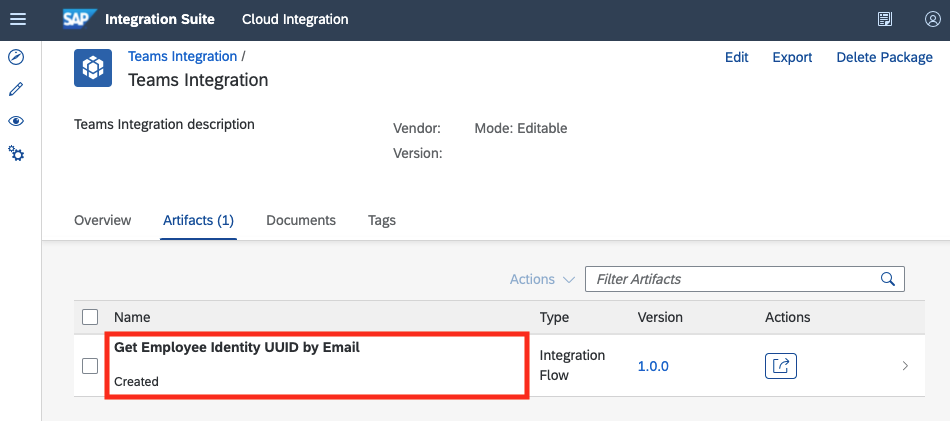 SAP Integration Suite Cloud Integration
Teams Integration /
Edit Export Delete Package
Teams Integration
Teams Integration description
Vendor: Mode: Editable
Version:
Overview Artifacts (1) Documents Tags
Actions Filter Artifacts
Name Type Version Actions
Get Employee Identity UUID by Email
Created
Integration
Flow
1.0.0